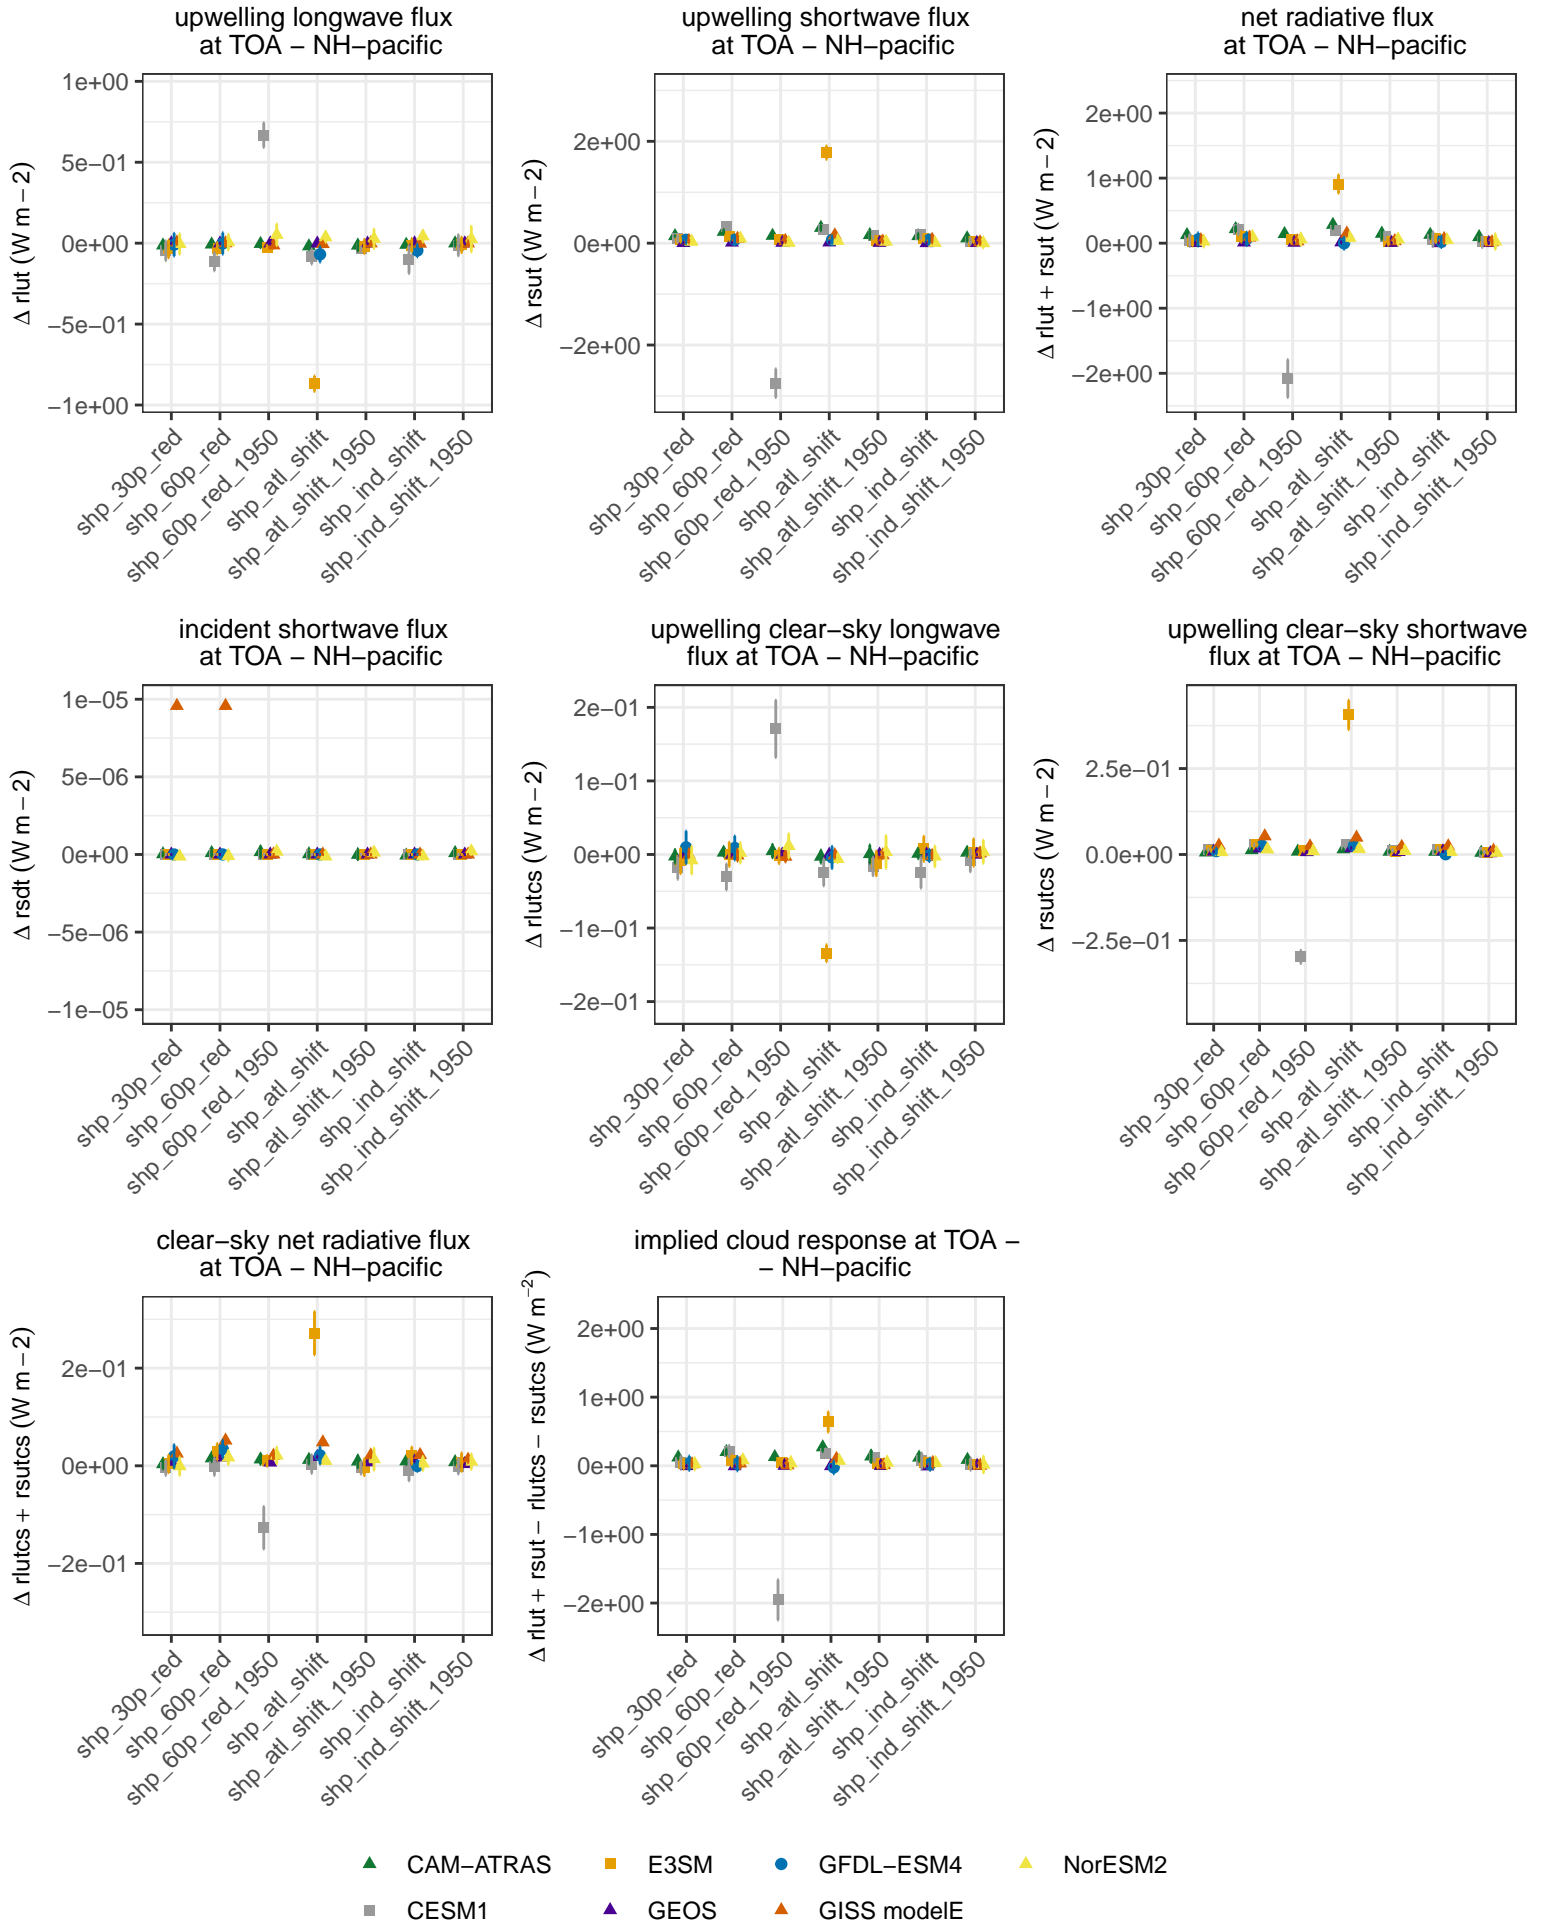 upwelling longwave flux
at TOA − NH−pacific
Δ rlut (W m − 2)
1e+00
5e−01
0e+00
−5e−01
−1e+00
shp_30p_red
shp_60p_red
shp_60p_red_1950
shp_atl_shift
shp_atl_shift_1950
shp_ind_shift
shp_ind_shift_1950
upwelling shortwave flux
at TOA − NH−pacific
Δ rsut (W m − 2)
2e+00
0e+00
−2e+00
shp_30p_red
shp_60p_red
shp_60p_red_1950
shp_atl_shift
shp_atl_shift_1950
shp_ind_shift
shp_ind_shift_1950
net radiative flux
at TOA − NH−pacific
Δ rlut + rsut (W m − 2)
2e+00
1e+00
0e+00
−1e+00
−2e+00
shp_30p_red
shp_60p_red
shp_60p_red_1950
shp_atl_shift
shp_atl_shift_1950
shp_ind_shift
shp_ind_shift_1950
incident shortwave flux
at TOA − NH−pacific
Δ rsdt (W m − 2)
1e−05
5e−06
0e+00
−5e−06
−1e−05
shp_30p_red
shp_60p_red
shp_60p_red_1950
shp_atl_shift
shp_atl_shift_1950
shp_ind_shift
shp_ind_shift_1950
upwelling clear−sky longwave
flux at TOA − NH−pacific
Δ rlutcs (W m − 2)
2e−01
1e−01
0e+00
−1e−01
−2e−01
shp_30p_red
shp_60p_red
shp_60p_red_1950
shp_atl_shift
shp_atl_shift_1950
shp_ind_shift
shp_ind_shift_1950
upwelling clear−sky shortwave
flux at TOA − NH−pacific
Δ rsutcs (W m − 2)
2.5e−01
0.0e+00
−2.5e−01
shp_30p_red
shp_60p_red
shp_60p_red_1950
shp_atl_shift
shp_atl_shift_1950
shp_ind_shift
shp_ind_shift_1950
clear−sky net radiative flux
at TOA − NH−pacific
Δ rlutcs + rsutcs (W m − 2)
2e−01
0e+00
−2e−01
shp_30p_red
shp_60p_red
shp_60p_red_1950
shp_atl_shift
shp_atl_shift_1950
shp_ind_shift
shp_ind_shift_1950
implied cloud response at TOA −
− NH−pacific
Δ rlut + rsut − rlutcs − rsutcs (W m⁻²)
2e+00
1e+00
0e+00
−1e+00
−2e+00
shp_30p_red
shp_60p_red
shp_60p_red_1950
shp_atl_shift
shp_atl_shift_1950
shp_ind_shift
shp_ind_shift_1950
CAM−ATRAS E3SM GFDL−ESM4 NorESM2
CESM1 GEOS GISS modelE